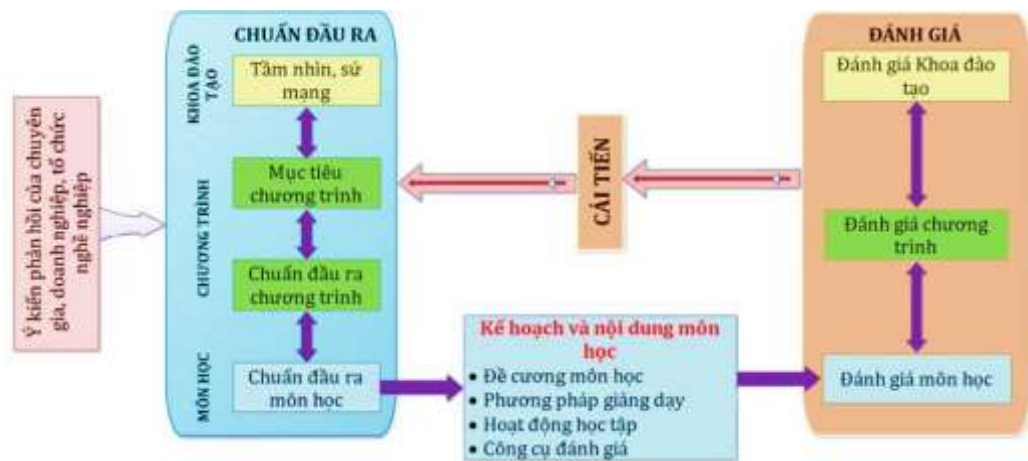 Ý kiến phản hồi của chuyên
gia, doanh nghiệp, tổ chức
nghề nghiệp
CHUẨN ĐẦU RA
KHOA ĐÀO
TẠO
Tầm nhìn, sứ
mạng
CHƯƠNG TRÌNH
Mục tiêu
chương trình
Chuẩn đầu ra
chương trình
MÔN HỌC
Chuẩn đầu ra
môn học
CẢI TIẾN
Kế hoạch và nội dung môn
học
• Đề cương môn học
• Phương pháp giảng dạy
• Hoạt động học tập
• Công cụ đánh giá
ĐÁNH GIÁ
Đánh giá Khoa đào
tạo
Đánh giá chương
trình
Đánh giá môn học